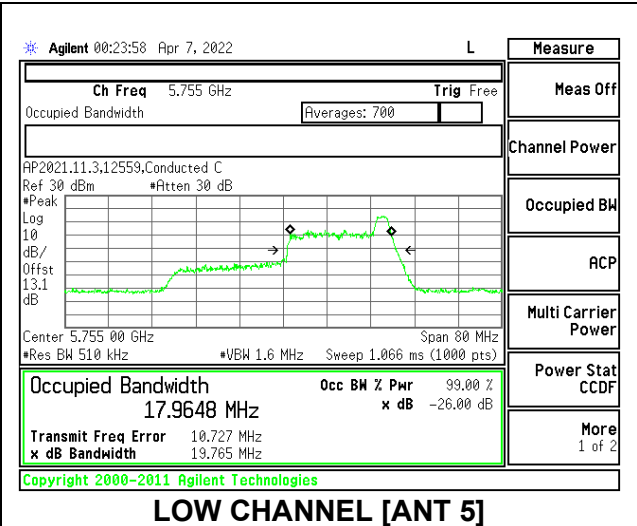 Agilent 00:23:58 Apr 7, 2022 L
Measure
Ch Freq 5.755 GHz Trig Free
Meas Off
Occupied Bandwidth Averages: 700
Channel Power
AP2021.11.3,12559,Conducted C
Ref 30 dBm #Atten 30 dB
#Peak
Log
10
dB/
Offst
13.1
dB
Occupied BW
ACP
Center 5.755 00 GHz Span 80 MHz
#Res BW 510 kHz #VBW 1.6 MHz Sweep 1.066 ms (1000 pts)
Multi Carrier
Power
Occupied Bandwidth Occ BW % Pwr 99.00 %
17.9648 MHz x dB -26.00 dB
Power Stat
CCDF
Transmit Freq Error 10.727 MHz
x dB Bandwidth 19.765 MHz
More
1 of 2
Copyright 2000-2011 Agilent Technologies
LOW CHANNEL [ANT 5]